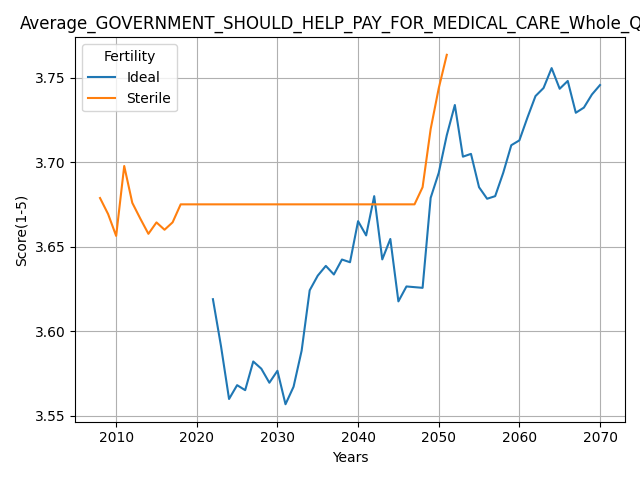 Average_GOVERNMENT_SHOULD_HELP_PAY_FOR_MEDICAL_CARE_Whole_Q
Fertility
Ideal
Sterile
Score(1-5)
3.75
3.70
3.65
3.60
3.55
2010 2020 2030 2040 2050 2060 2070
Years